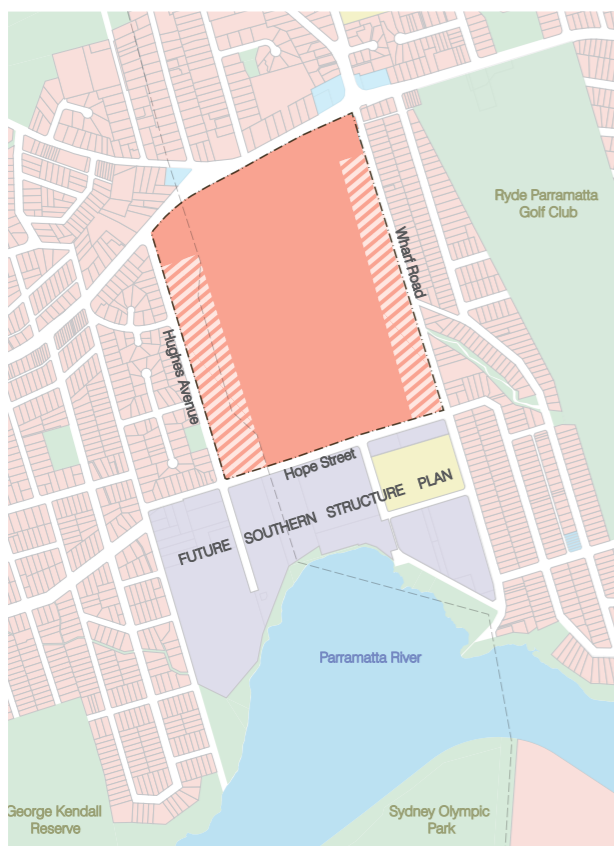 Ryde Parramatta
Golf Club
Wharf Road
Hughes Avenue
Hope Street
FUTURE SOUTHERN STRUCTURE PLAN
Parramatta River
George Kendall
Reserve
Sydney Olympic
Park